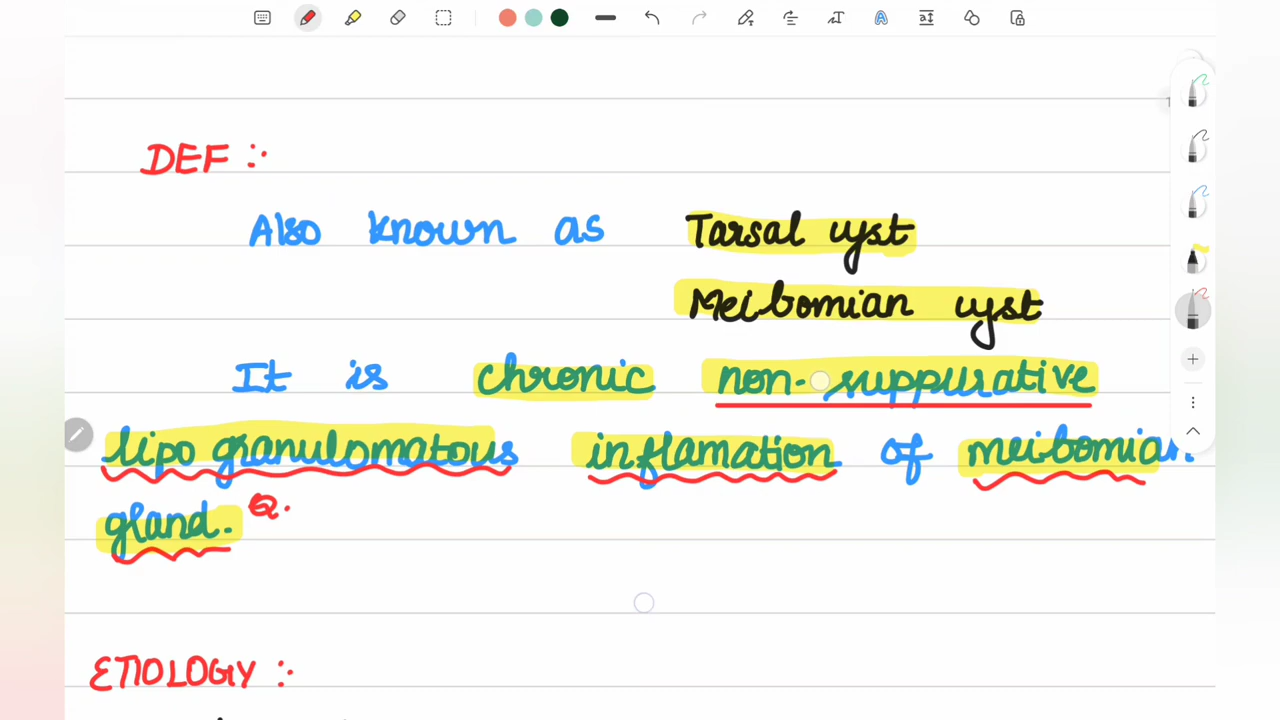 DEF :-
Also known as Tarsal cyst
Meibomian cyst
It is chronic non-suppurative
lipo granulomatous inflamation of meibomian
gland. Q.
ETIOLOGY :-